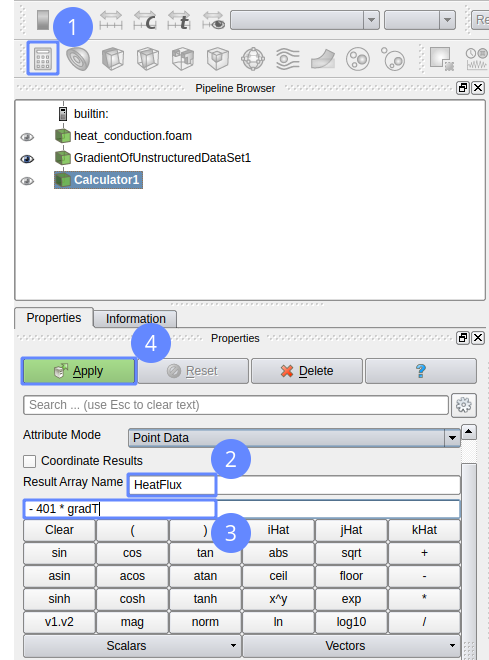 1
C
t
Re
Pipeline Browser
builtin:
heat_conduction.foam
GradientOfUnstructuredDataSet1
Calculator1
Properties Information
4
Properties
Apply Reset Delete ?
Search ... (use Esc to clear text)
Attribute Mode Point Data
Coordinate Results
2
Result Array Name HeatFlux
- 401 * gradT
3
Clear ( ) iHat jHat kHat
sin cos tan abs sqrt +
asin acos atan ceil floor -
sinh cosh tanh x^y exp *
v1.v2 mag norm ln log10 /
Scalars Vectors